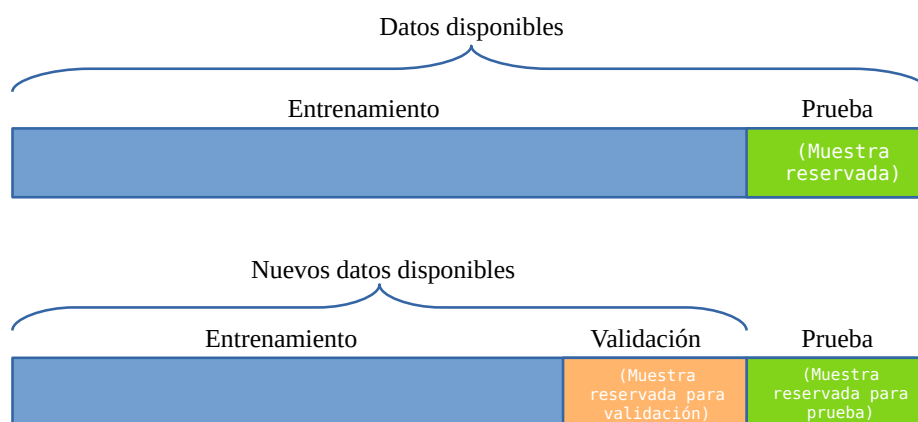 Datos disponibles
Entrenamiento
Prueba
(Muestra
reservada)
Nuevos datos disponibles
Entrenamiento
Validación
Prueba
(Muestra
reservada para
validación)
(Muestra
reservada para
prueba)